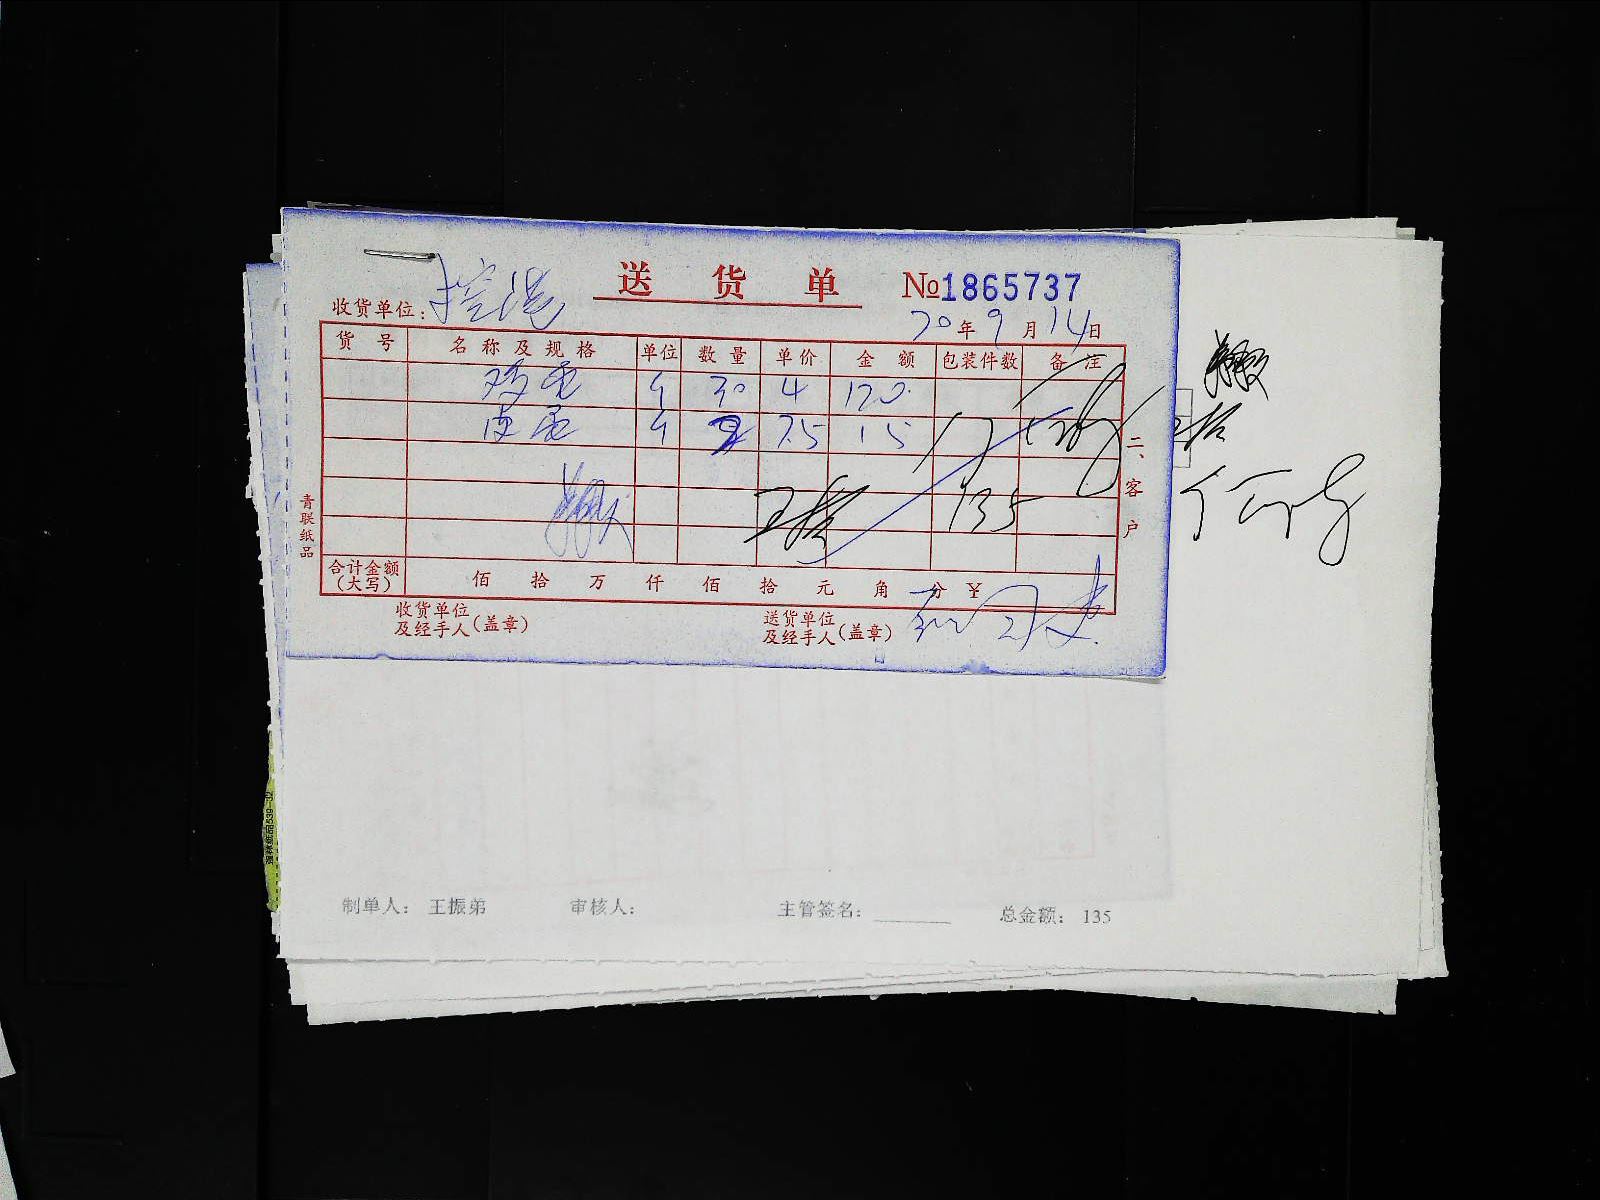 送 货 单 №1865737
收货单位: 控港
20年9月14日
货 号 名 称 及 规 格 单位 数 量 单价 金 额 包装件数 备 注
鸡蛋 斤 30 4 120
皮蛋 斤 2 7.5 15
135
二、客户
青联纸品
合计金额(大写) 佰 拾 万 仟 佰 拾 元 角 分 ¥
收货单位及经手人(盖章) 送货单位及经手人(盖章)
制单人: 王振弟 审核人: 主管签名: 总金额: 135